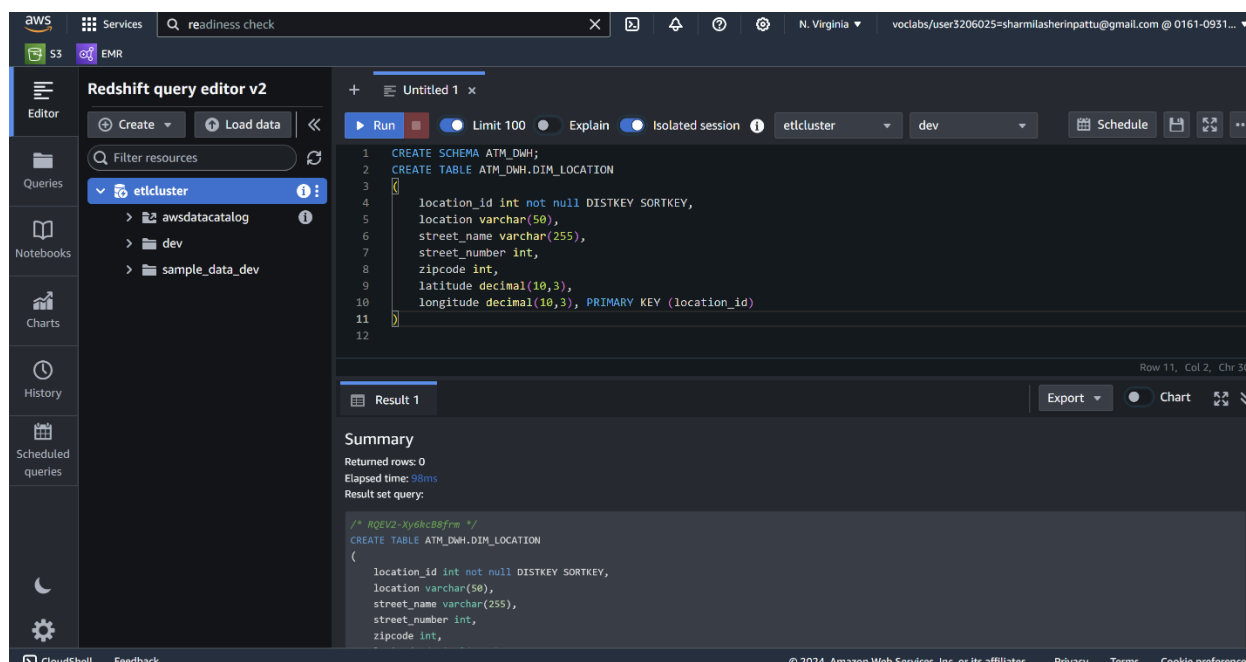 aws
Services
readiness check
N. Virginia
voclabs/user3206025=sharmilasherinpattu@gmail.com @ 0161-0931...
S3
EMR
Editor
Queries
Notebooks
Charts
History
Scheduled
queries
Redshift query editor v2
Create
Load data
Filter resources
etlcluster
awsdatacatalog
dev
sample_data_dev
+ Untitled 1 ×
Run Limit 100 Explain Isolated session etlcluster dev Schedule
1 CREATE SCHEMA ATM_DWH;
2 CREATE TABLE ATM_DWH.DIM_LOCATION
3 (
4 location_id int not null DISTKEY SORTKEY,
5 location varchar(50),
6 street_name varchar(255),
7 street_number int,
8 zipcode int,
9 latitude decimal(10,3),
10 longitude decimal(10,3), PRIMARY KEY (location_id)
11 )
12
Row 11, Col 2, Chr
Result 1
Export Chart
Summary
Returned rows: 0
Elapsed time: 98ms
Result set query:
/* RQEV2-Xy6kcB8frm */
CREATE TABLE ATM_DWH.DIM_LOCATION
(
location_id int not null DISTKEY SORTKEY,
location varchar(50),
street_name varchar(255),
street_number int,
zipcode int,
CloudShell Feedback © 2024, Amazon Web Services, Inc. or its affiliates. Privacy Terms Cookie preferences